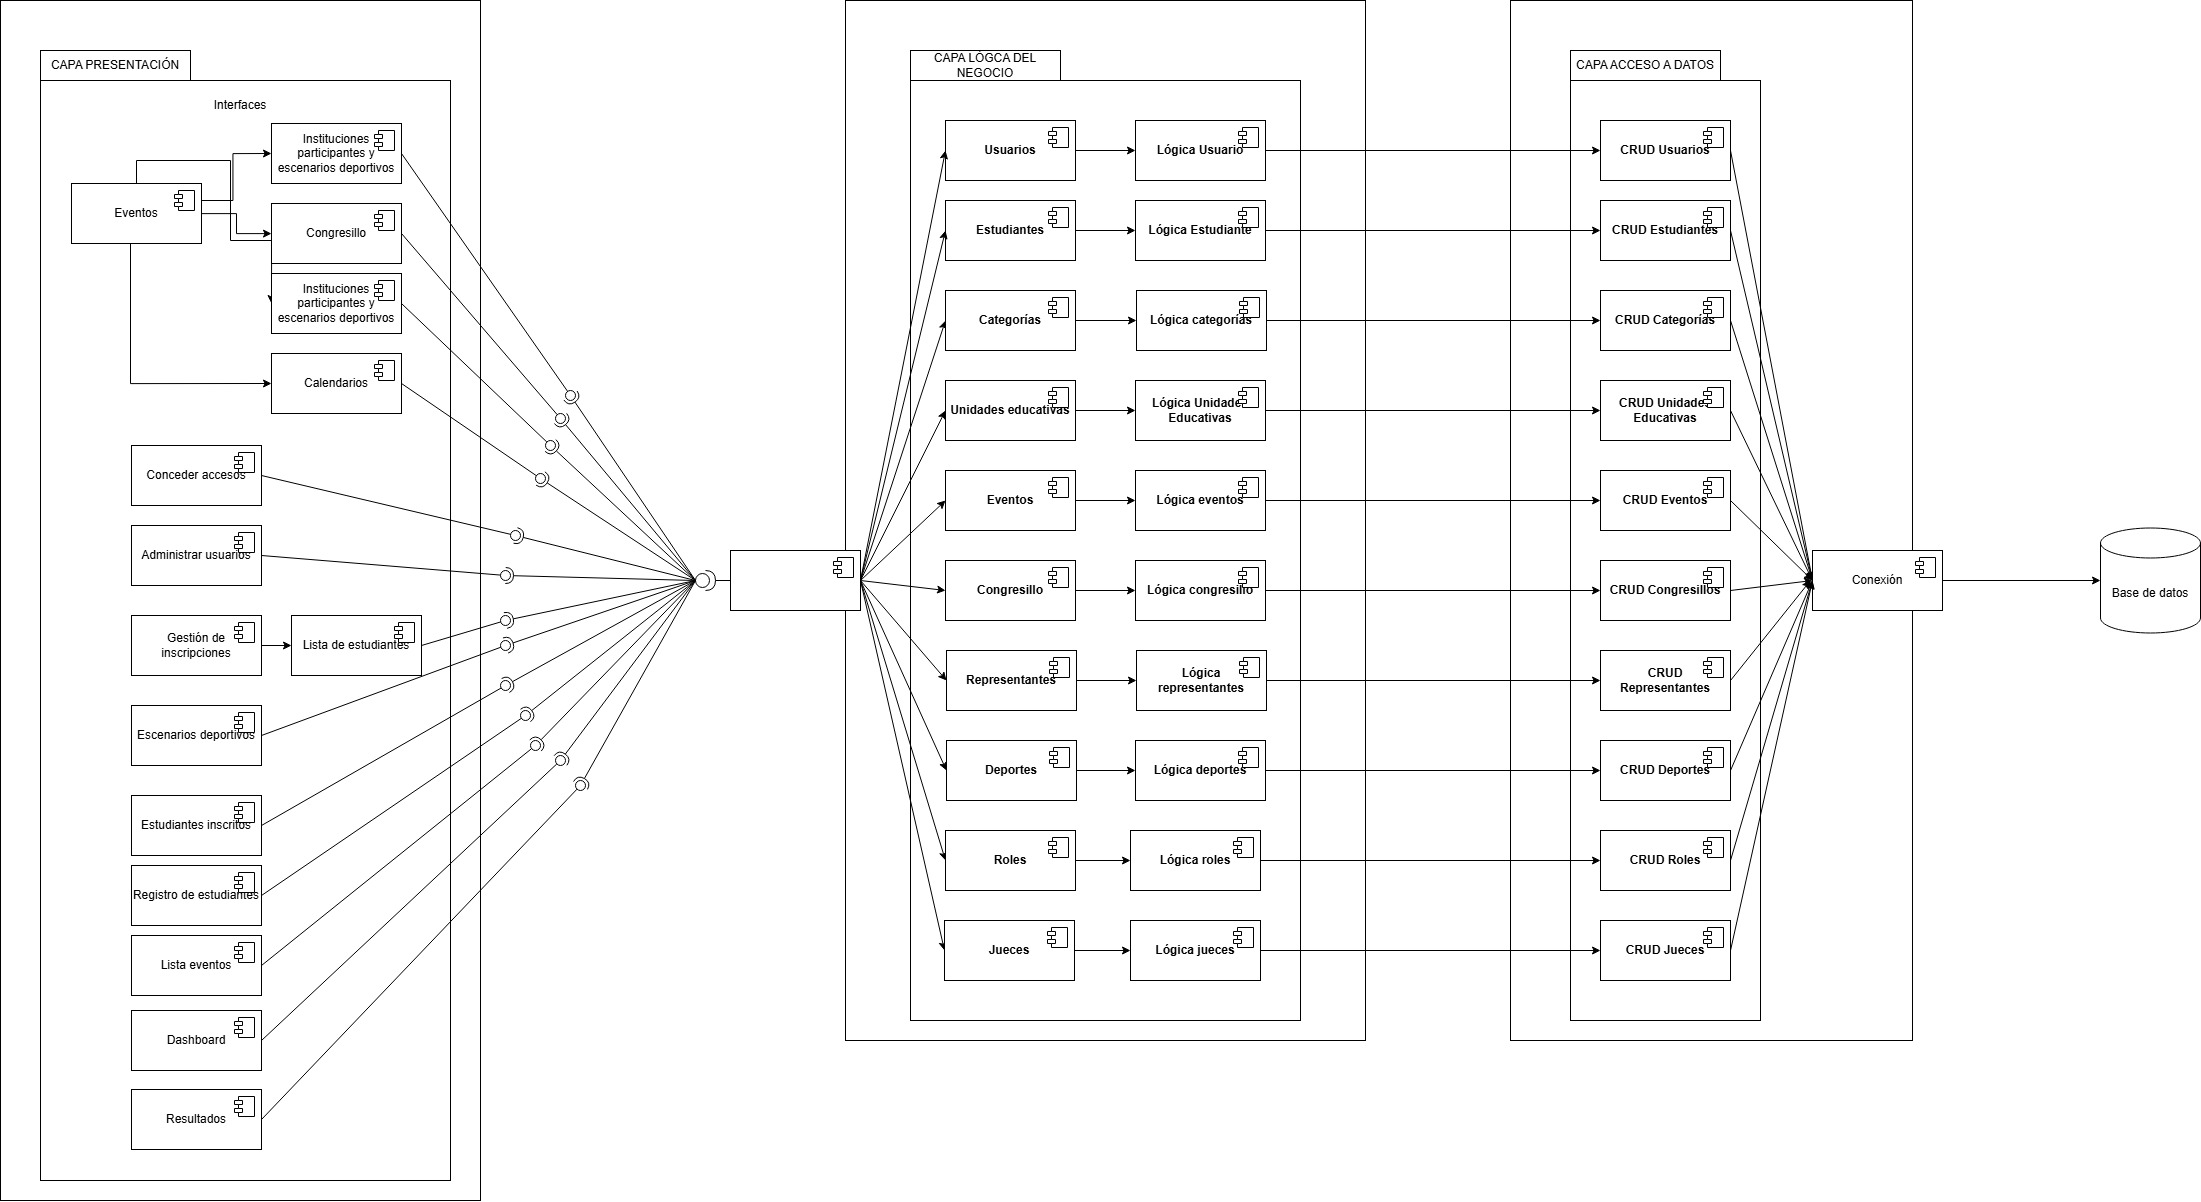 CAPA PRESENTACIÓN
Interfaces
Instituciones
participantes y
escenarios deportivos
Eventos
Congresillo
Instituciones
participantes y
escenarios deportivos
Calendarios
Conceder accesos
Administrar usuarios
Gestión de
inscripciones
Lista de estudiantes
Escenarios deportivos
Estudiantes inscritos
Registro de estudiantes
Lista eventos
Dashboard
Resultados
CAPA LÓGCA DEL
NEGOCIO
Usuarios
Lógica Usuario
Estudiantes
Lógica Estudiante
Categorías
Lógica categorías
Unidades educativas
Lógica Unidades
Educativas
Eventos
Lógica eventos
Congresillo
Lógica congresillo
Representantes
Lógica
representantes
Deportes
Lógica deportes
Roles
Lógica roles
Jueces
Lógica jueces
CAPA ACCESO A DATOS
CRUD Usuarios
CRUD Estudiantes
CRUD Categorías
CRUD Unidades
Educativas
CRUD Eventos
CRUD Congresillos
CRUD
Representantes
CRUD Deportes
CRUD Roles
CRUD Jueces
Conexión
Base de datos